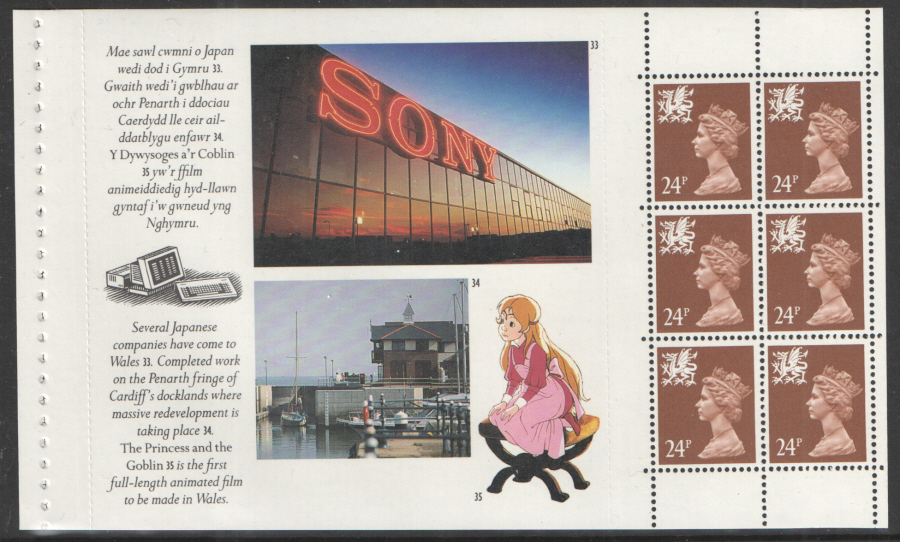 Mae sawl cwmni o Japan
wedi dod i Gymru 33.
Gwaith wedi'i gwblhau ar
ochr Penarth i ddociau
Caerdydd lle ceir ail-
ddatblygu enfawr 34.
Y Dywysoges a'r Coblin
35 yw'r ffilm
animeiddiedig hyd-llawn
gyntaf i'w gwneud yng
Nghymru.
Several Japanese
companies have come to
Wales 33. Completed work
on the Penarth fringe of
Cardiff's docklands where
massive redevelopment is
taking place 34.
The Princess and the
Goblin 35 is the first
full-length animated film
to be made in Wales.
33
SONY
34
35
24P
24P
24P
24P
24P
24P